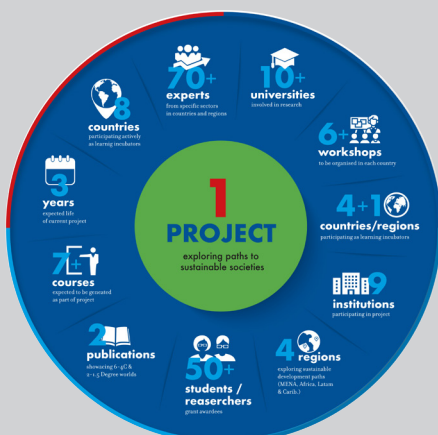 1
PROJECT
exploring paths to
sustainable societies
70+
experts
from specific sectors
in countries and regions
10+
universities
involved in research
6+
workshops
to be organised in each country
4+1
countries/regions
participating as learning incubators
9
institutions
participating in project
4 regions
exploring sustainable
development paths
(MENA, Africa, Latam
& Carib.)
50+
students /
reaserchers
grant awardees
2
publications
showcasing 6-4C &
2-1.5 Degree worlds
7+
courses
expected to be geneated
as part of project
3
years
expected life
of current project
8
countries
participating actively
as learnig incubators